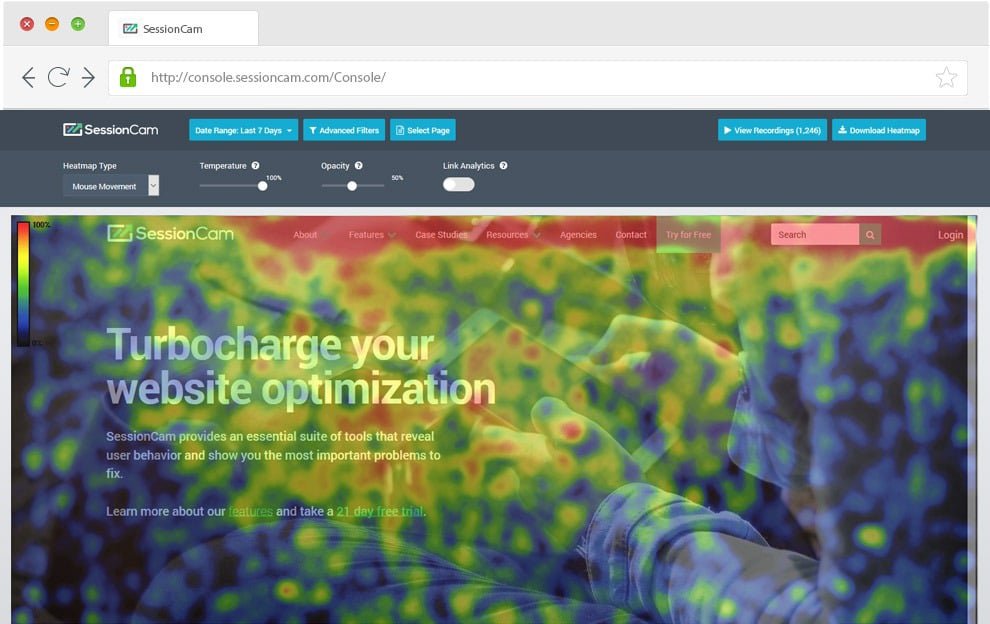 SessionCam
http://console.sessioncam.com/Console/
SessionCam
Date Range: Last 7 Days
Advanced Filters
Select Page
View Recordings (1,246)
Download Heatmap
Heatmap Type
Temperature
Opacity
Link Analytics
Mouse Movement
100%
50%
100%
SessionCam
About
Features
Case Studies
Resources
Agencies
Contact
Try for Free
Search
Login
0%
Turbocharge your
website optimization
SessionCam provides an essential suite of tools that reveal
user behavior and show you the most important problems to
fix.
Learn more about our features and take a 21 day free trial.